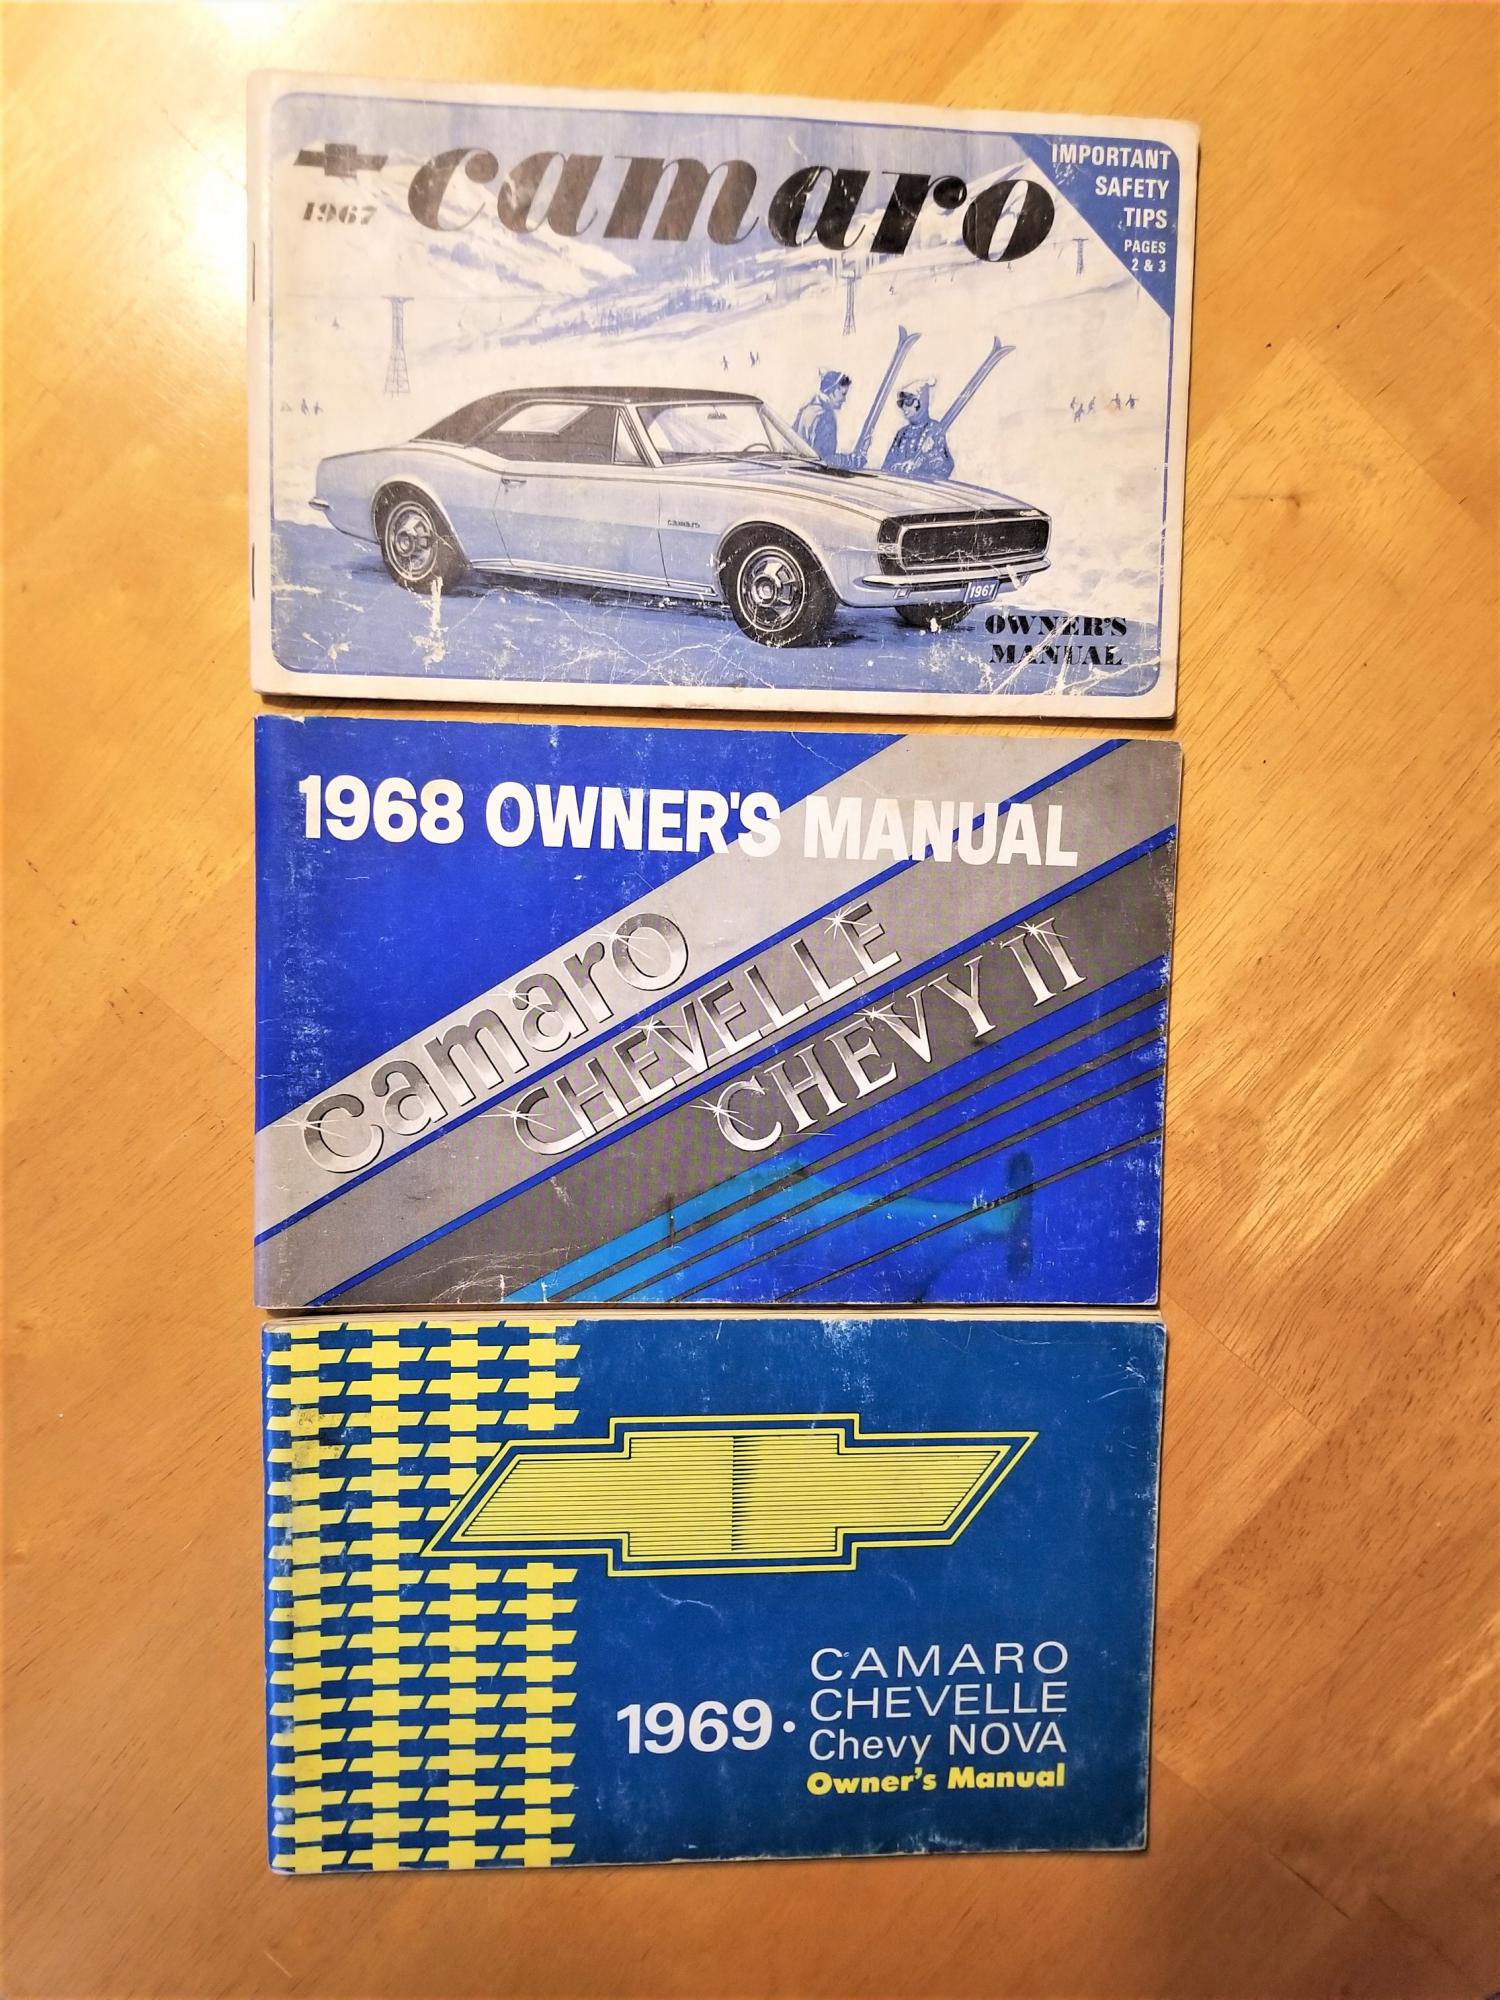 camaro
1967
IMPORTANT
SAFETY
TIPS
PAGES
2 & 3
camaro
1967
OWNER'S
MANUAL
1968 OWNER'S MANUAL
camaro
CHEVELLE
CHEVY II
CAMARO
CHEVELLE
1969 • Chevy NOVA
Owner's Manual